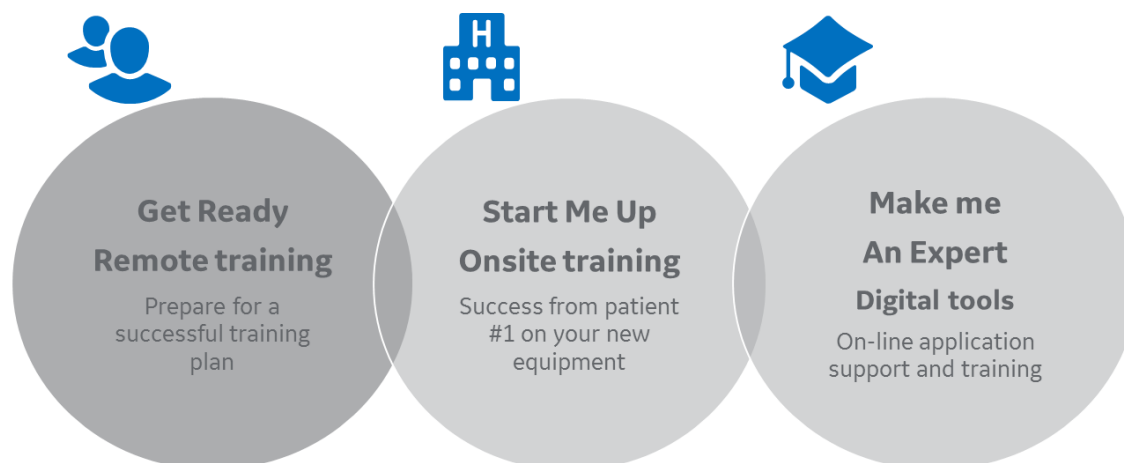 H
Get Ready
Remote training
Prepare for a
successful training
plan
Start Me Up
Onsite training
Success from patient
#1 on your new
equipment
Make me
An Expert
Digital tools
On-line application
support and training